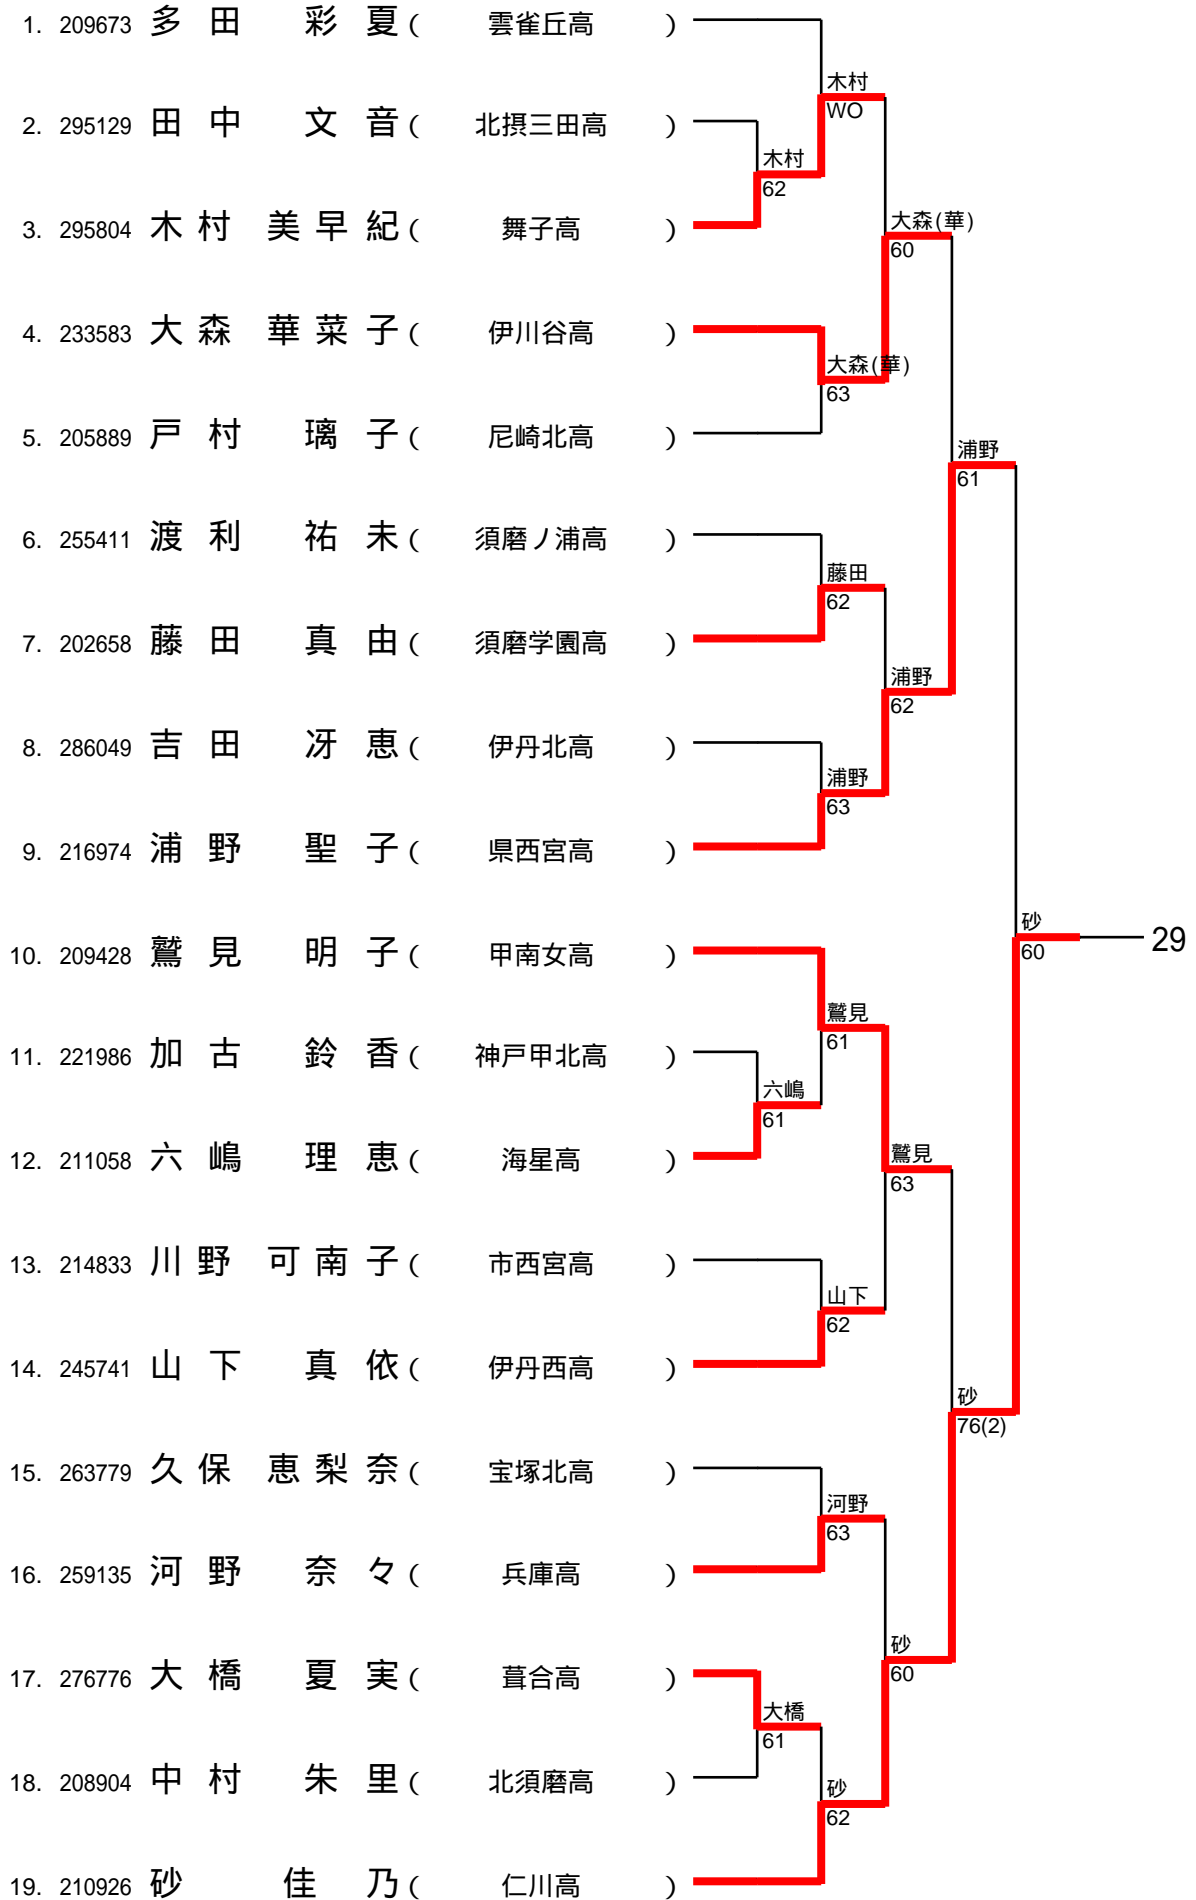 1. 209673 多田 彩夏 ( 雲雀丘高 )
木村
WO
2. 295129 田中 文音 ( 北摂三田高 )
木村
62
3. 295804 木村 美早紀 ( 舞子高 )
大森(華)
60
4. 233583 大森 華菜子 ( 伊川谷高 )
大森(華)
63
5. 205889 戸村 璃子 ( 尼崎北高 )
浦野
61
6. 255411 渡利 祐未 ( 須磨ノ浦高 )
藤田
62
7. 202658 藤田 真由 ( 須磨学園高 )
浦野
62
8. 286049 吉田 冴恵 ( 伊丹北高 )
浦野
63
9. 216974 浦野 聖子 ( 県西宮高 )
砂
60
29
10. 209428 鷲見 明子 ( 甲南女高 )
鷲見
61
11. 221986 加古 鈴香 ( 神戸甲北高 )
六嶋
61
12. 211058 六嶋 理恵 ( 海星高 )
鷲見
63
13. 214833 川野 可南子 ( 市西宮高 )
山下
62
14. 245741 山下 真依 ( 伊丹西高 )
砂
76(2)
15. 263779 久保 恵梨奈 ( 宝塚北高 )
河野
63
16. 259135 河野 奈々 ( 兵庫高 )
砂
60
17. 276776 大橋 夏実 ( 葺合高 )
大橋
61
18. 208904 中村 朱里 ( 北須磨高 )
砂
62
19. 210926 砂 佳乃 ( 仁川高 )